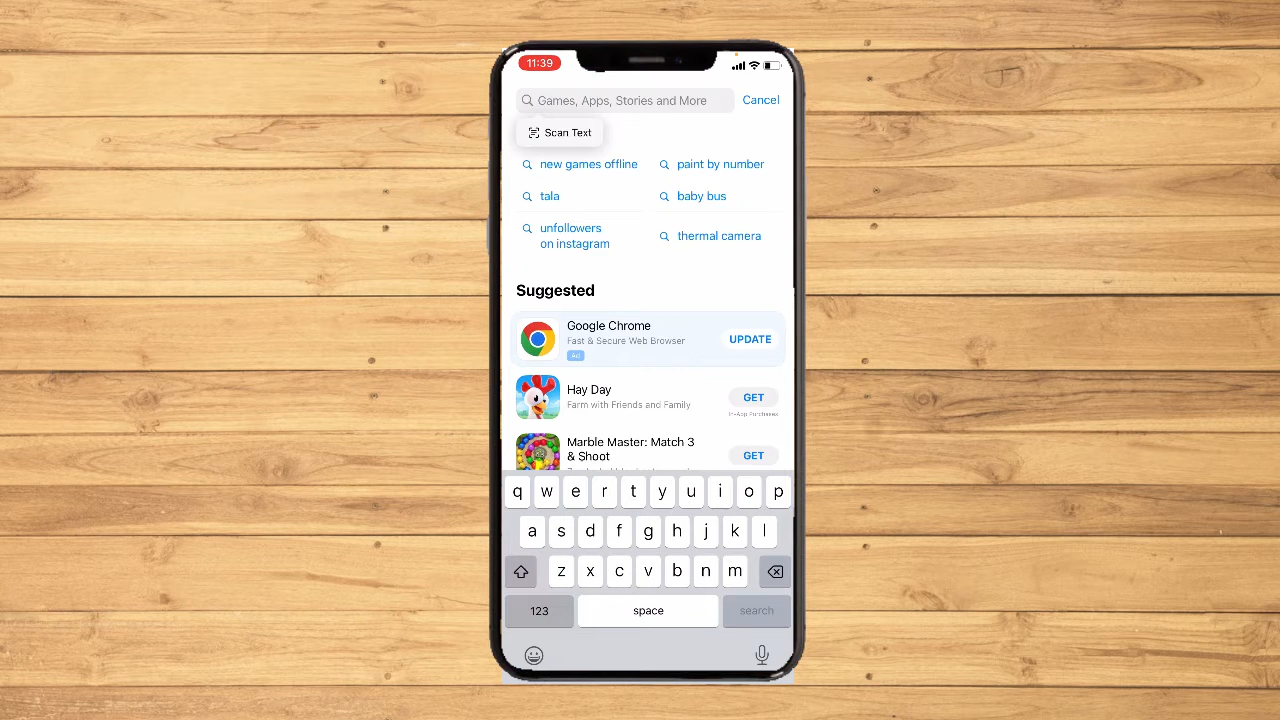 11:39
Games, Apps, Stories and More
Cancel
Scan Text
new games offline
paint by number
tala
baby bus
unfollowers
on instagram
thermal camera
Suggested
Google Chrome
Fast & Secure Web Browser
UPDATE
Ad
Hay Day
Farm with Friends and Family
GET
In-App Purchases
Marble Master: Match 3
& Shoot
GET
q w e r t y u i o p
a s d f g h j k l
z x c v b n m
123
space
search